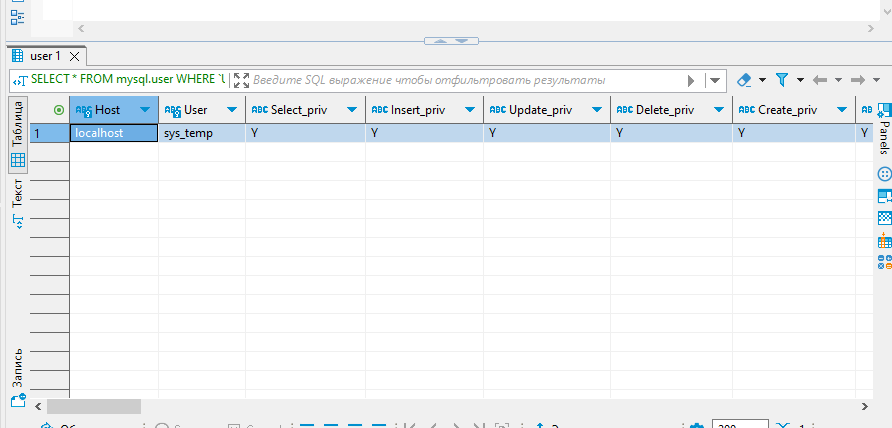 user 1
SELECT * FROM mysql.user WHERE `U
Введите SQL выражение чтобы отфильтровать результаты
Таблица
Текст
Запись
Panels
Host User Select_priv Insert_priv Update_priv Delete_priv Create_priv
1 localhost sys_temp Y Y Y Y Y Y